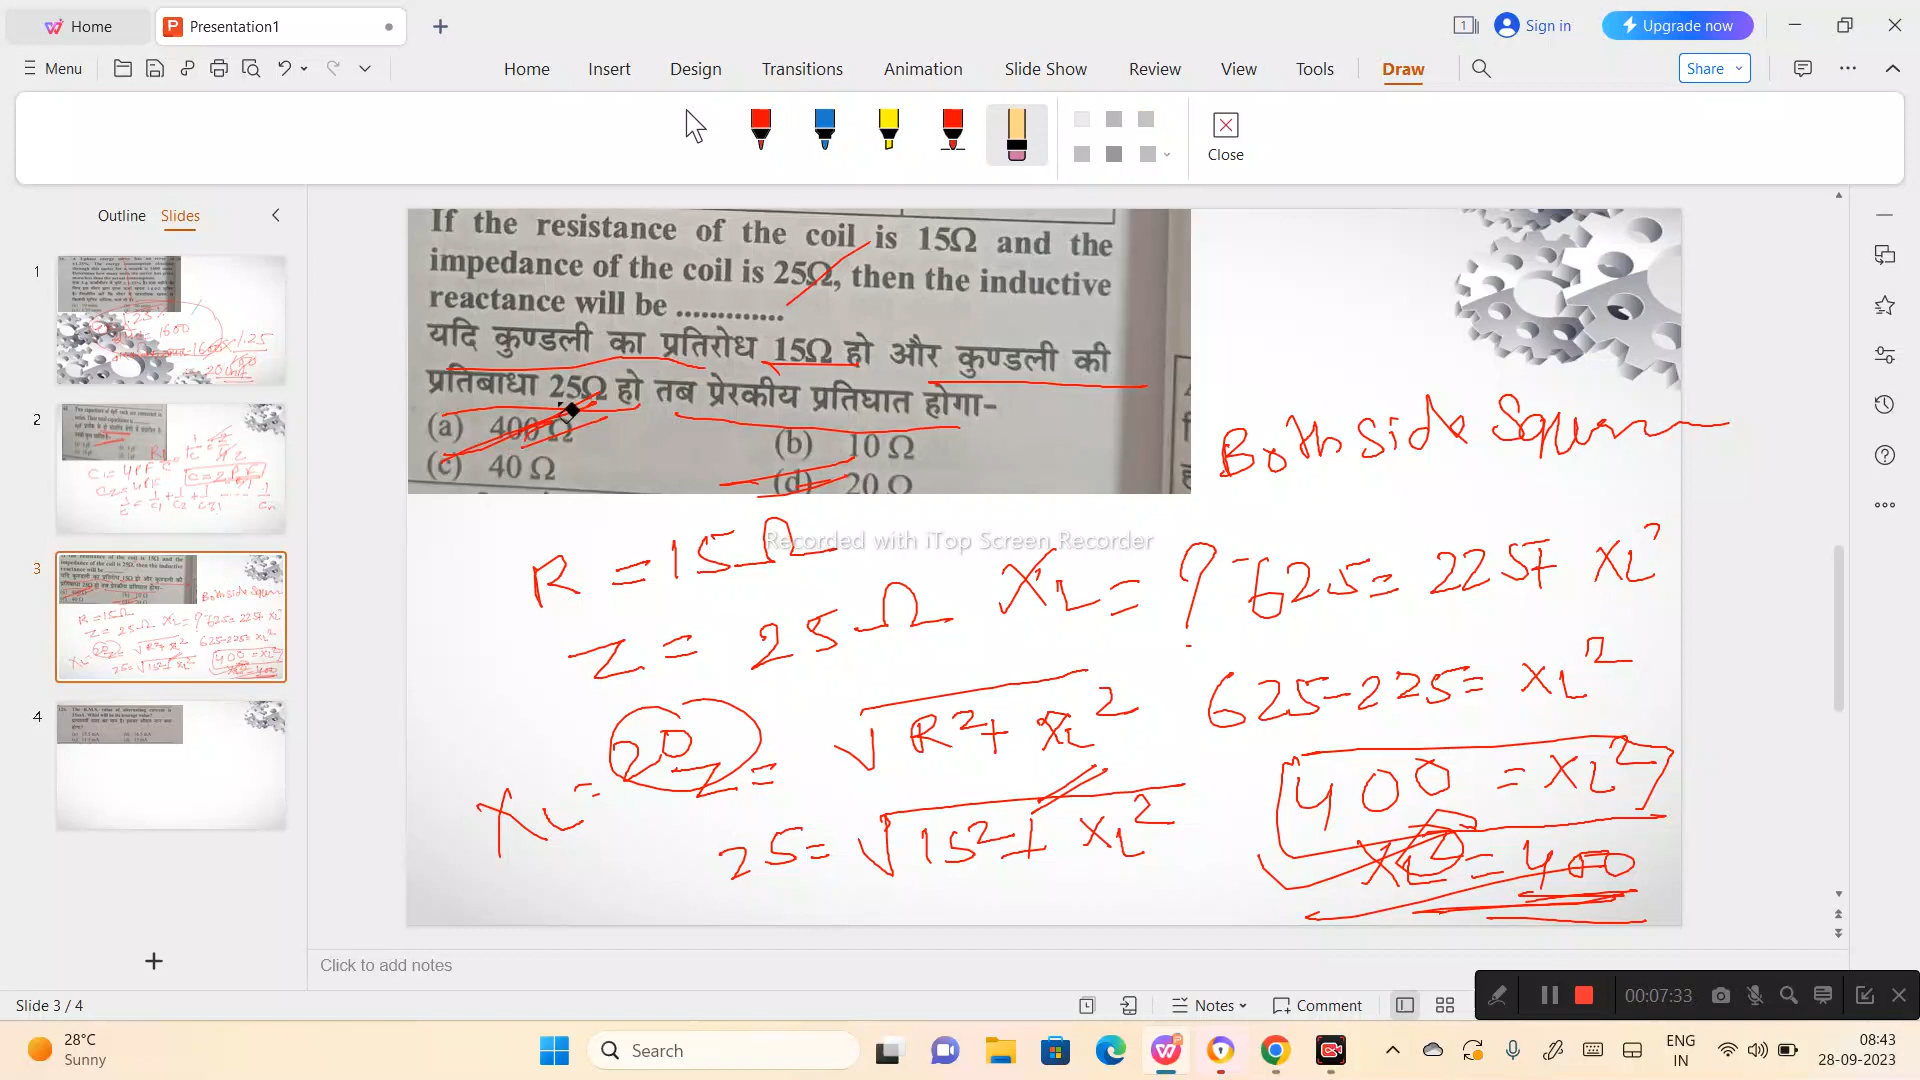 Home
Presentation1
Sign in
Upgrade now
Menu
Home Insert Design Transitions Animation Slide Show Review View Tools Draw
Share
Close
Outline Slides
1
2
3
4
If the resistance of the coil is 15Ω and the
impedance of the coil is 25Ω, then the inductive
reactance will be .............
यदि कुण्डली का प्रतिरोध 15Ω हो और कुण्डली की
प्रतिबाधा 25Ω हो तब प्रेरकीय प्रतिघात होगा-
(a) 400 Ω
(b) 10 Ω
(c) 40 Ω
(d) 20 Ω
Both Side Square
Recorded with iTop Screen Recorder
R = 15Ω
Z = 25Ω XL = ?
625 = 225+ XL²
625-225= XL²
Z = √R²+ XL²
XL = 20
400 = XL²
25= √15²+ XL²
XL² = 400
Click to add notes
Slide 3 / 4
Notes
Comment
00:07:33
28°C
Sunny
Search
ENG
IN
08:43
28-09-2023